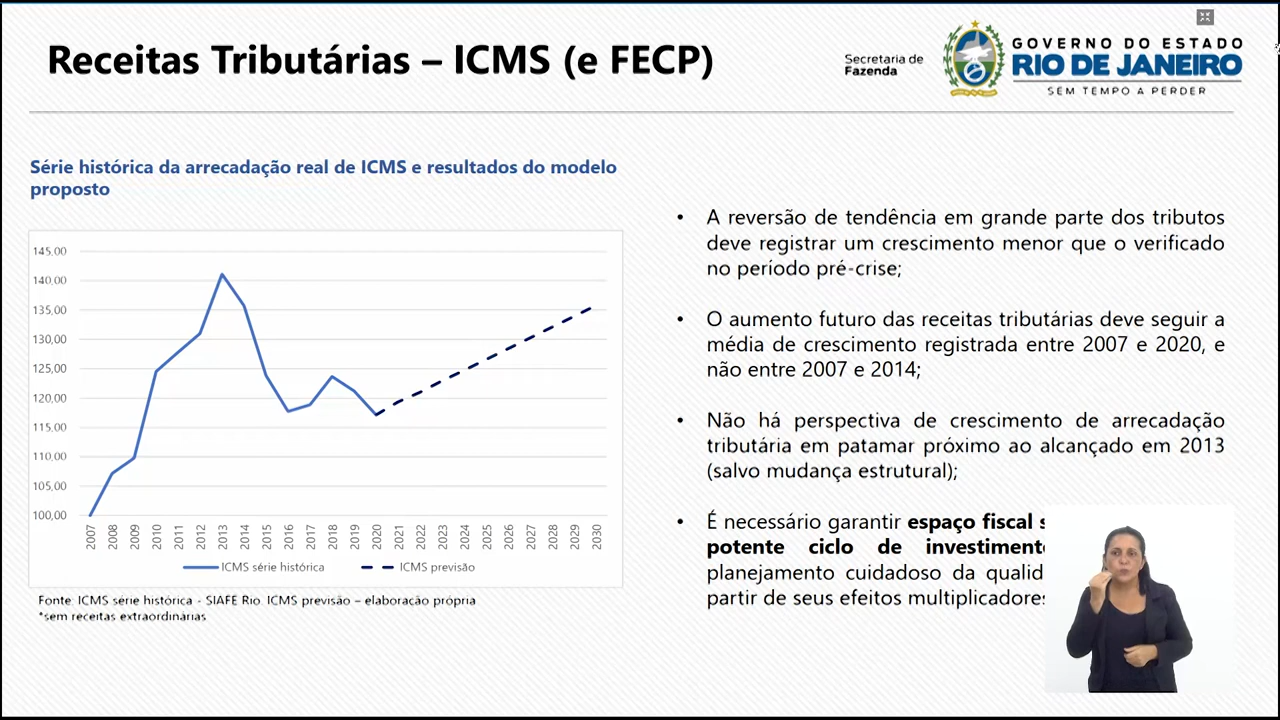 Receitas Tributárias – ICMS (e FECP)
Secretaria de
Fazenda
GOVERNO DO ESTADO
RIO DE JANEIRO
SEM TEMPO A PERDER
Série histórica da arrecadação real de ICMS e resultados do modelo
proposto
145,00
140,00
135,00
130,00
125,00
120,00
115,00
110,00
105,00
100,00
2007 2008 2009 2010 2011 2012 2013 2014 2015 2016 2017 2018 2019 2020 2021 2022 2023 2024 2025 2026 2027 2028 2029 2030
ICMS série histórica ICMS previsão
Fonte: ICMS série histórica - SIAFE Rio. ICMS previsão – elaboração própria
*sem receitas extraordinárias
• A reversão de tendência em grande parte dos tributos
deve registrar um crescimento menor que o verificado
no período pré-crise;
• O aumento futuro das receitas tributárias deve seguir a
média de crescimento registrada entre 2007 e 2020, e
não entre 2007 e 2014;
• Não há perspectiva de crescimento de arrecadação
tributária em patamar próximo ao alcançado em 2013
(salvo mudança estrutural);
• É necessário garantir espaço fiscal
potente ciclo de
planejamento cuidadoso da
partir de seus efeitos